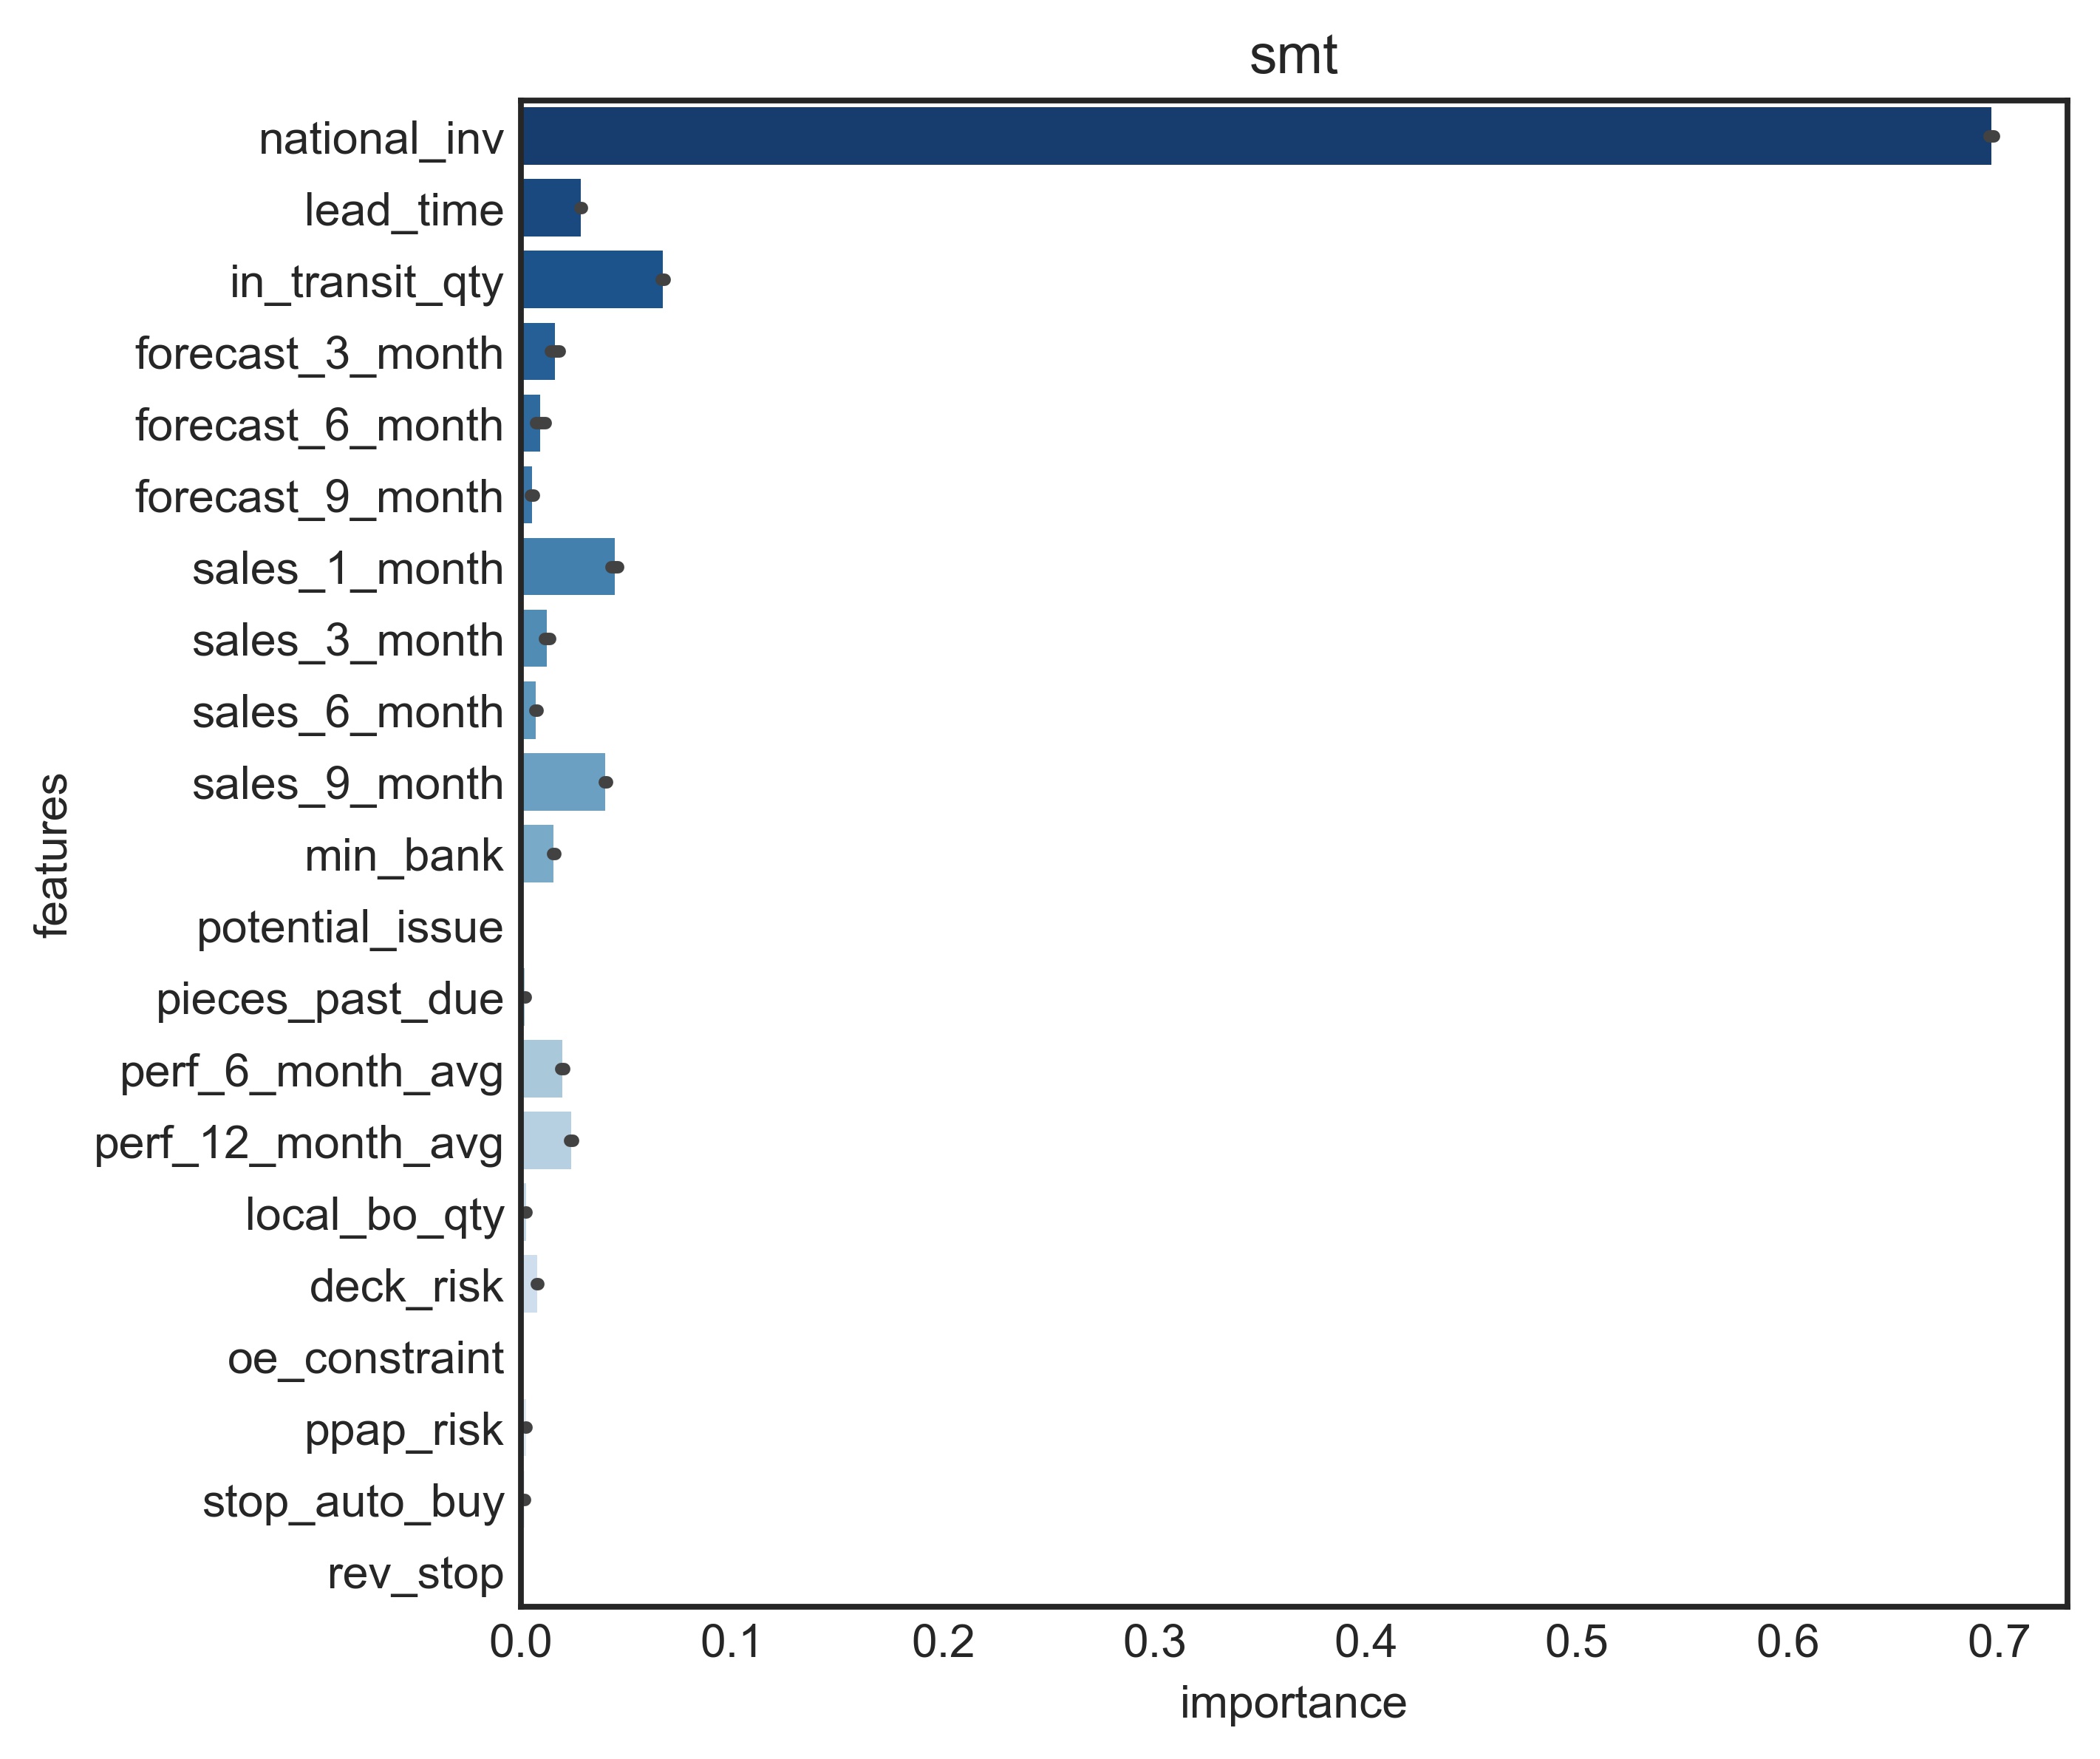 smt
national_inv
lead_time
in_transit_qty
forecast_3_month
forecast_6_month
forecast_9_month
sales_1_month
sales_3_month
sales_6_month
sales_9_month
min_bank
potential_issue
pieces_past_due
perf_6_month_avg
perf_12_month_avg
local_bo_qty
deck_risk
oe_constraint
ppap_risk
stop_auto_buy
rev_stop
features
0.0 0.1 0.2 0.3 0.4 0.5 0.6 0.7
importance